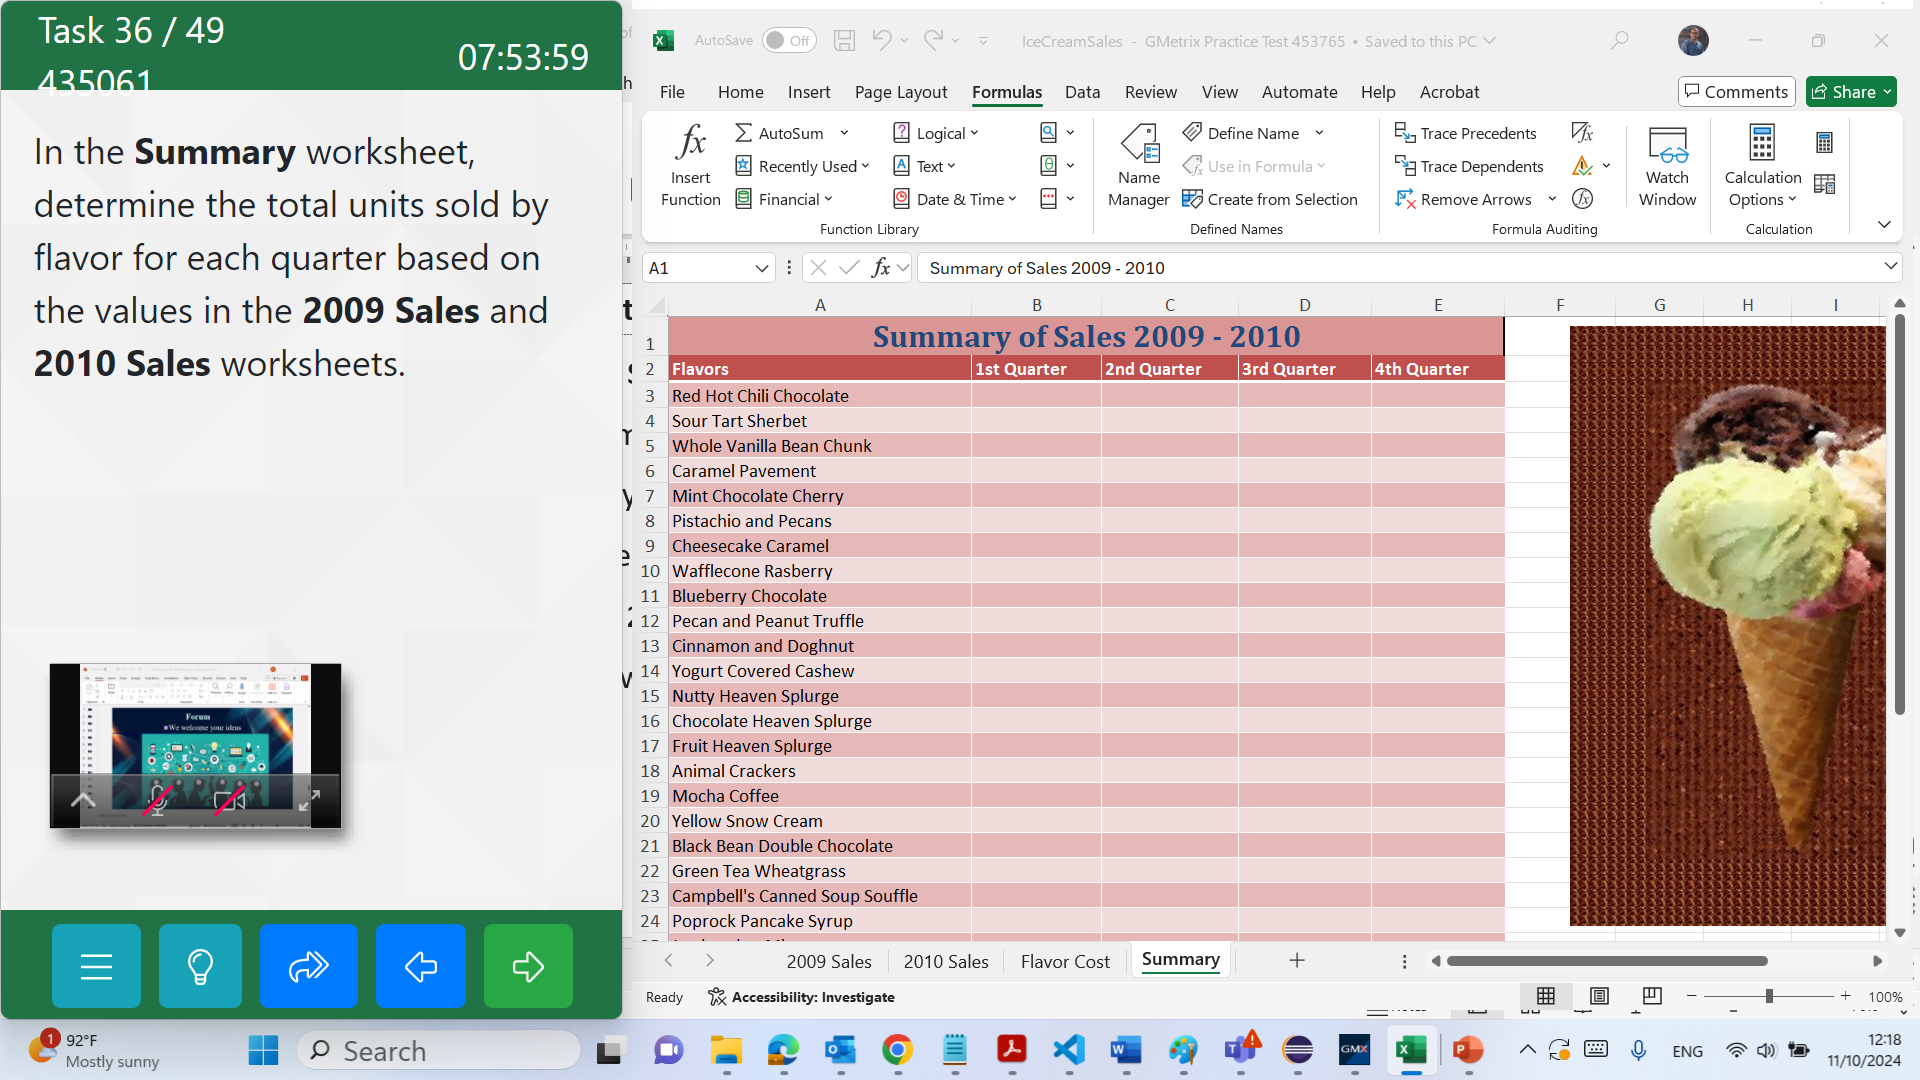 Task 36 / 49
435061
07:53:59
In the Summary worksheet,
determine the total units sold by
flavor for each quarter based on
the values in the 2009 Sales and
2010 Sales worksheets.
Forum
We welcome your ideas
AutoSave Off
IceCreamSales - GMetrix Practice Test 453765 • Saved to this PC
File Home Insert Page Layout Formulas Data Review View Automate Help Acrobat
Comments Share
Insert Function
AutoSum
Recently Used
Financial
Logical
Text
Date & Time
Function Library
Name Manager
Define Name
Use in Formula
Create from Selection
Defined Names
Trace Precedents
Trace Dependents
Remove Arrows
Formula Auditing
Watch Window
Calculation Options
Calculation
A1 fx Summary of Sales 2009 - 2010
A B C D E F G H I
1 Summary of Sales 2009 - 2010
2 Flavors 1st Quarter 2nd Quarter 3rd Quarter 4th Quarter
3 Red Hot Chili Chocolate
4 Sour Tart Sherbet
5 Whole Vanilla Bean Chunk
6 Caramel Pavement
7 Mint Chocolate Cherry
8 Pistachio and Pecans
9 Cheesecake Caramel
10 Wafflecone Rasberry
11 Blueberry Chocolate
12 Pecan and Peanut Truffle
13 Cinnamon and Doghnut
14 Yogurt Covered Cashew
15 Nutty Heaven Splurge
16 Chocolate Heaven Splurge
17 Fruit Heaven Splurge
18 Animal Crackers
19 Mocha Coffee
20 Yellow Snow Cream
21 Black Bean Double Chocolate
22 Green Tea Wheatgrass
23 Campbell's Canned Soup Souffle
24 Poprock Pancake Syrup
2009 Sales 2010 Sales Flavor Cost Summary
Ready Accessibility: Investigate
100%
1
92°F
Mostly sunny
Search
GMX
ENG
12:18
11/10/2024